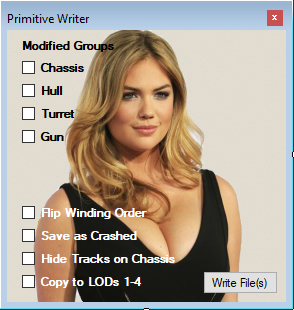 Primitive Writer
x
Modified Groups
Chassis
Hull
Turret
Gun
Flip Winding Order
Save as Crashed
Hide Tracks on Chassis
Copy to LODs 1-4
Write File(s)